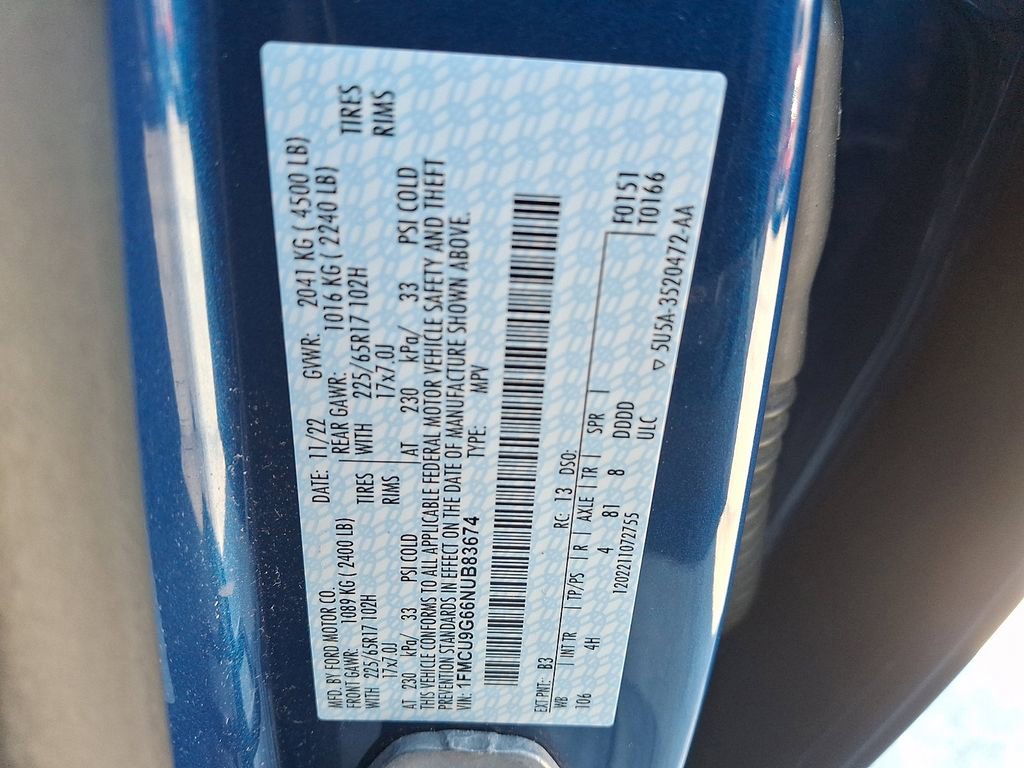 MFD. BY FORD MOTOR CO.
DATE: 11/22 GVWR: 2041 KG ( 4500 LB)
FRONT GAWR: 1089 KG ( 2400 LB)
REAR GAWR: 1016 KG ( 2240 LB)
WITH 225/65R17 102H TIRES
WITH 225/65R17 102H TIRES
17x7.0J RIMS
17x7.0J RIMS
AT 230 kPa/ 33 PSI COLD
AT 230 kPa/ 33 PSI COLD
THIS VEHICLE CONFORMS TO ALL APPLICABLE FEDERAL MOTOR VEHICLE SAFETY AND THEFT
PREVENTION STANDARDS IN EFFECT ON THE DATE OF MANUFACTURE SHOWN ABOVE.
VIN: 1FMCU9G66NUB83674 TYPE: MPV
EXT PNT: B3 RC: 13 DSO: F0151
WB INT TR TP/PS R AXLE TR SPR T0166
106 4H 4 81 8 DDDD
1202211072755 ULC
▽ 5U5A-3520472-AA